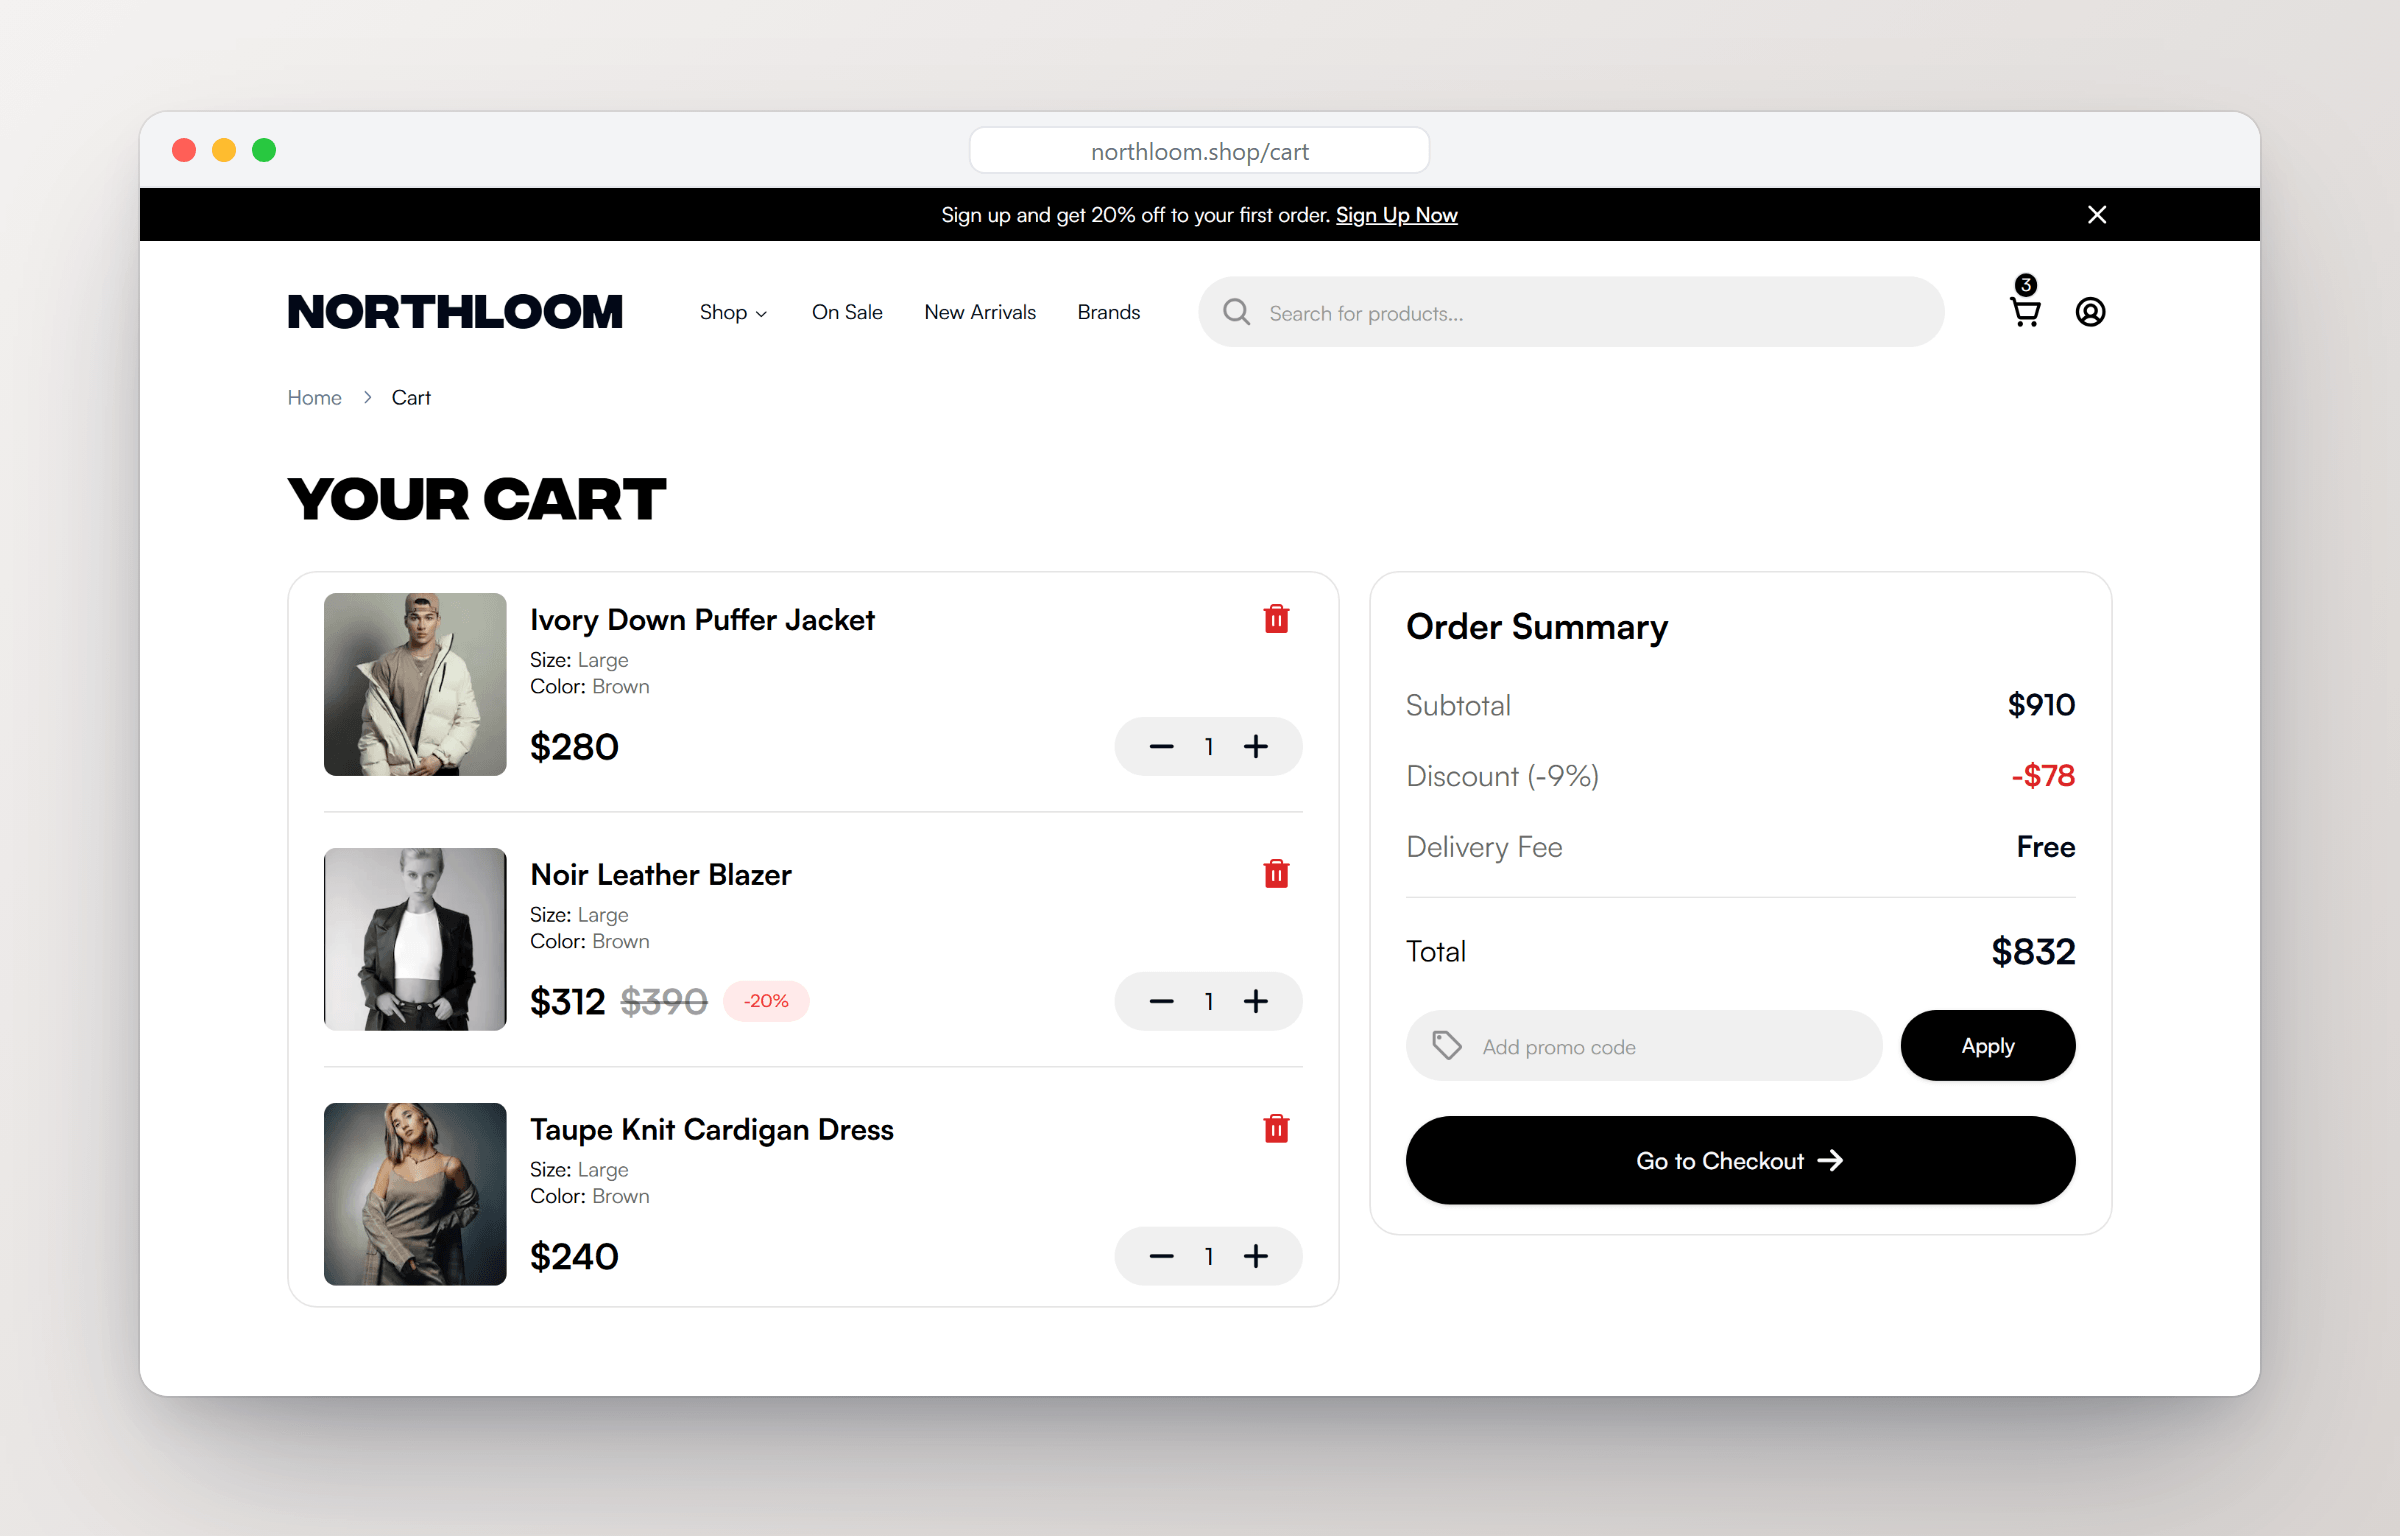 northloom.shop/cart
Sign up and get 20% off to your first order. Sign Up Now
NORTHLOOM
Shop
On Sale
New Arrivals
Brands
Search for products...
3
Home
Cart
YOUR CART
Ivory Down Puffer Jacket
Size: Large
Color: Brown
$280
1
Noir Leather Blazer
Size: Large
Color: Brown
$312 $390 -20%
1
Taupe Knit Cardigan Dress
Size: Large
Color: Brown
$240
1
Order Summary
Subtotal $910
Discount (-9%) -$78
Delivery Fee Free
Total $832
Add promo code
Apply
Go to Checkout